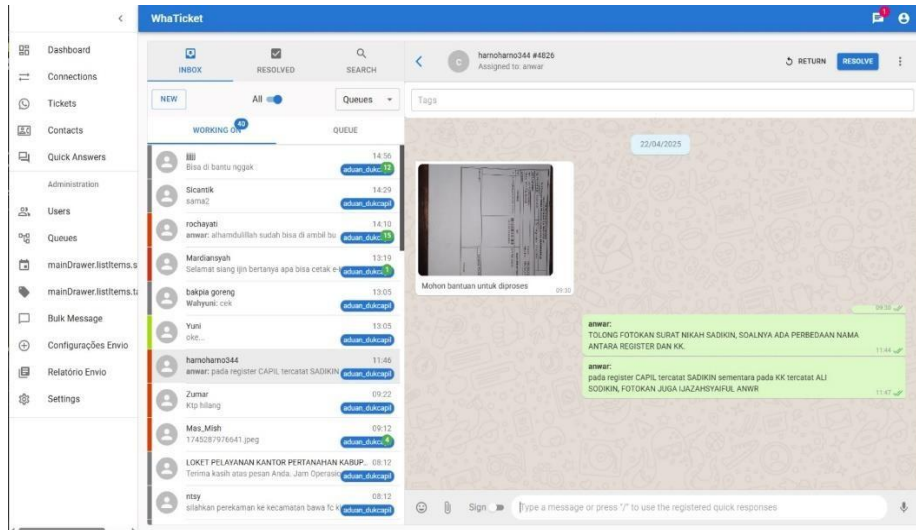 WhaTicket
1
Dashboard
Connections
Tickets
Contacts
Quick Answers
Administration
Users
Queues
mainDrawer.listItems.s
mainDrawer.listItems.ta
Bulk Message
Configurações Envio
Relatório Envio
Settings
INBOX
RESOLVED
SEARCH
NEW
All
Queues
WORKING ON
40
QUEUE
14:56
Bisa di bantu nggak
aduan_dukc
12
Sicantik
14:29
sama2
aduan_dukcapil
rochayati
14:10
anwar: alhamdulillah sudah bisa di ambil bu
aduan_dukc
15
Mardiansyah
13:19
Selamat siang ijin bertanya apa bisa cetak e-
aduan_dukca
1
bakpia goreng
13:05
Wahyuni: cek
aduan_dukcapil
Yuni
13:05
oke...
aduan_dukcapil
harnoharno344
11:46
anwar: pada register CAPIL tercatat SADIKIN
aduan_dukcapil
Zumar
09:22
Ktp hilang
aduan_dukcapil
Mas_Mish
09:12
1745287976641.jpeg
aduan_dukca
4
LOKET PELAYANAN KANTOR PERTANAHAN KABUP...
08:12
Terima kasih atas pesan Anda. Jam Operasio
aduan_dukcapil
ntsy
08:12
silahkan perekaman ke kecamatan bawa fc k
aduan_dukcapil
C
harnoharno344 #4826
Assigned to: anwar
RETURN
RESOLVE
Tags
22/04/2025
Mohon bantuan untuk diproses
09:30
09:35
anwar:
TOLONG FOTOKAN SURAT NIKAH SADIKIN, SOALNYA ADA PERBEDAAN NAMA
ANTARA REGISTER DAN KK.
11:44
anwar:
pada register CAPIL tercatat SADIKIN sementara pada KK tercatat ALI
SODIKIN, FOTOKAN JUGA IJAZAHSYAIFUL ANWR
11:47
Sign
Type a message or press "/" to use the registered quick responses